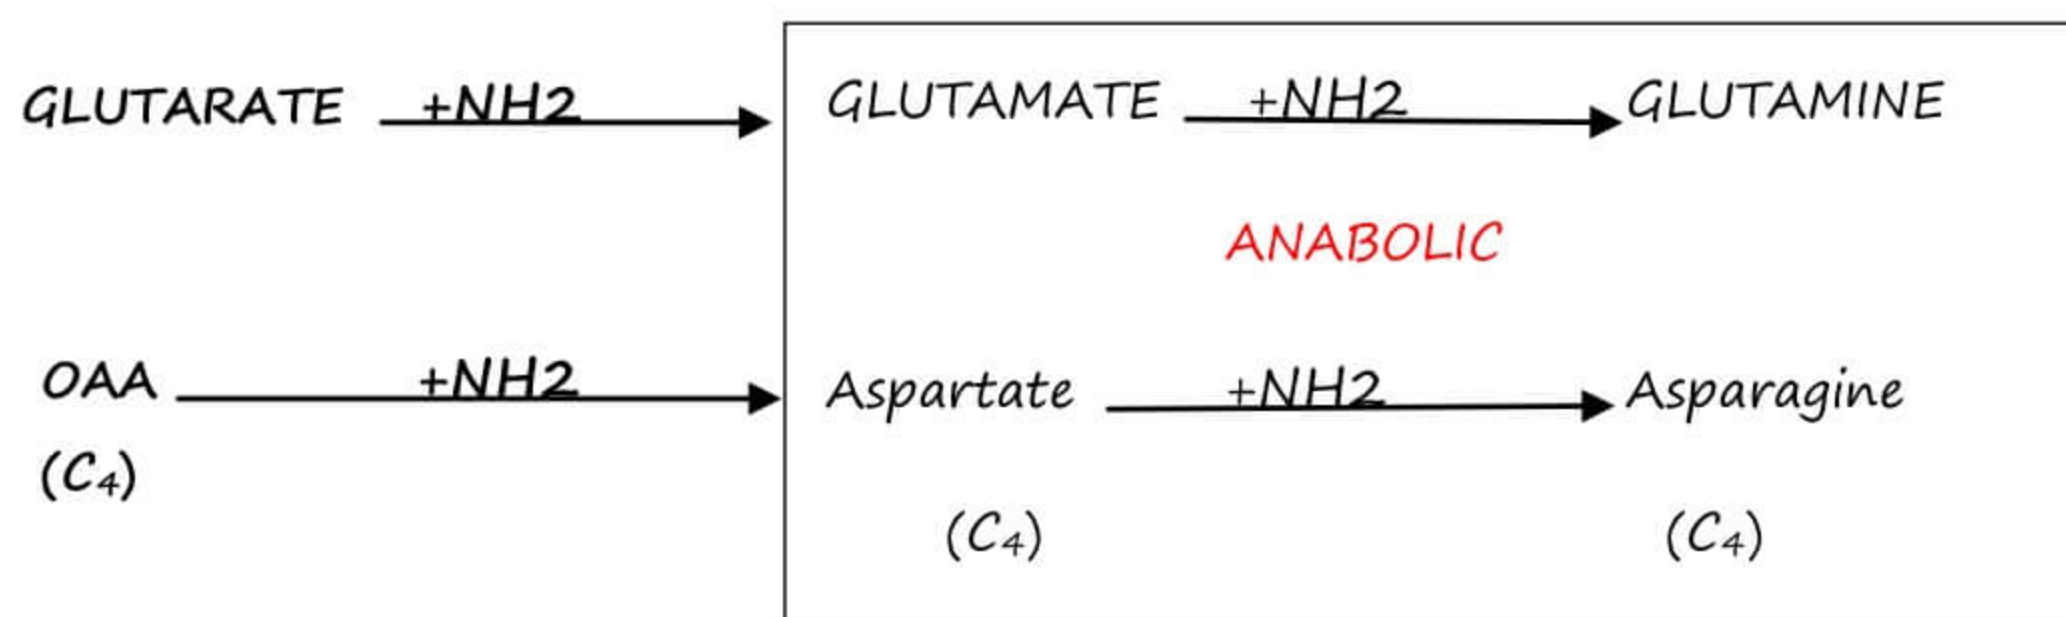 GLUTARATE +NH2 GLUTAMATE +NH2 GLUTAMINE
ANABOLIC
OAA +NH2 Aspartate +NH2 Asparagine
(C₄)
(C₄) (C₄)